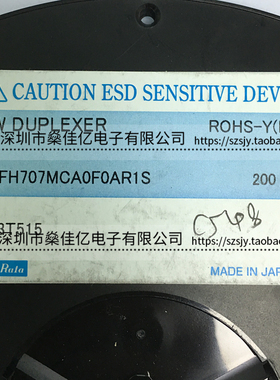 CAUTION ESD SENSITIVE DEV
W DUPLEXER
ROHS-Y(
深圳市燊佳亿电子有限公司
https://szsjy.taobao.com
FH707MCA0F0AR1S
200
深圳市燊佳亿电子有限公司
https://szsjy.
3T515
muRata
MADE IN JAP